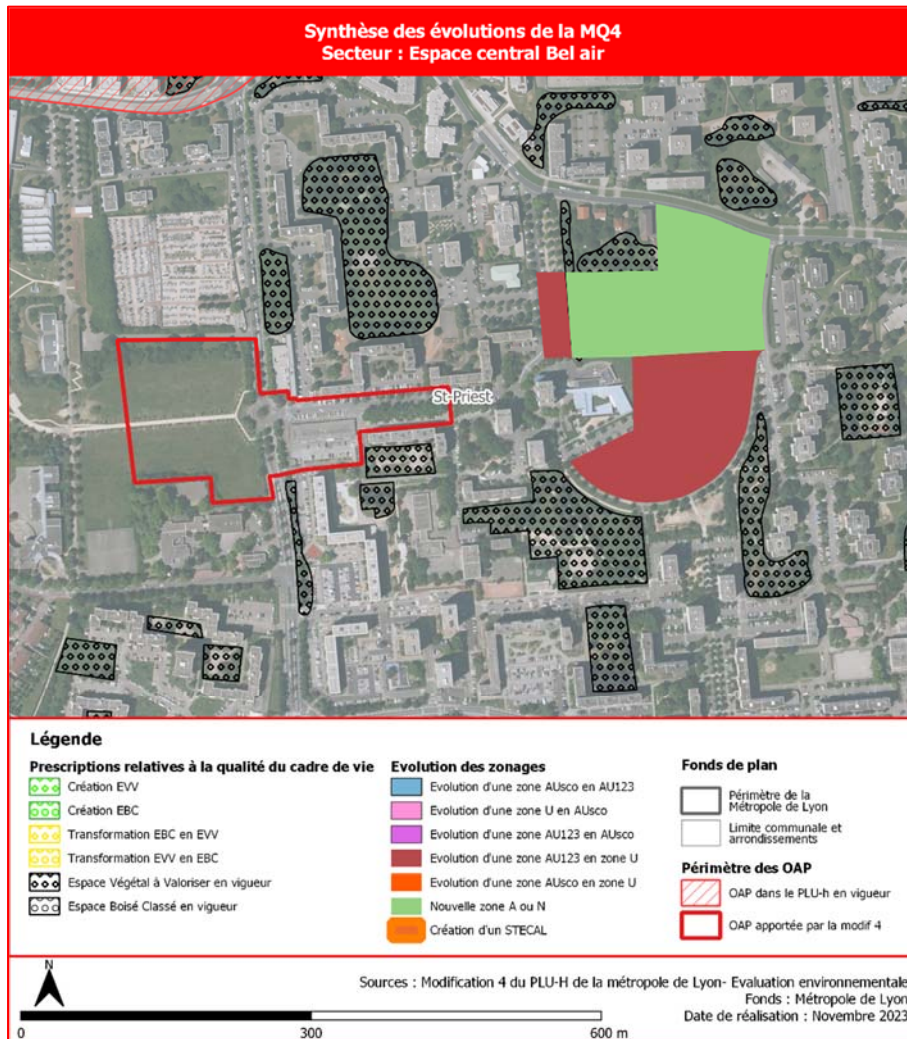 Synthèse des évolutions de la MQ4
Secteur : Espace central Bel air
St-Priest
Légende
Prescriptions relatives à la qualité du cadre de vie
Création EVV
Création EBC
Transformation EBC en EVV
Transformation EVV en EBC
Espace Végétal à Valoriser en vigueur
Espace Boisé Classé en vigueur
Evolution des zonages
Evolution d'une zone AUsco en AU123
Evolution d'une zone U en AUsco
Evolution d'une zone AU123 en AUsco
Evolution d'une zone AU123 en zone U
Evolution d'une zone AUsco en zone U
Nouvelle zone A ou N
Création d'un STECAL
Fonds de plan
Périmètre de la
Métropole de Lyon
Limite communale et
arrondissements
Périmètre des OAP
OAP dans le PLU-h en vigueur
OAP apportée par la modif 4
N
0 300 600 m
Sources : Modification 4 du PLU-H de la métropole de Lyon- Evaluation environnementale
Fonds : Métropole de Lyon
Date de réalisation : Novembre 2023